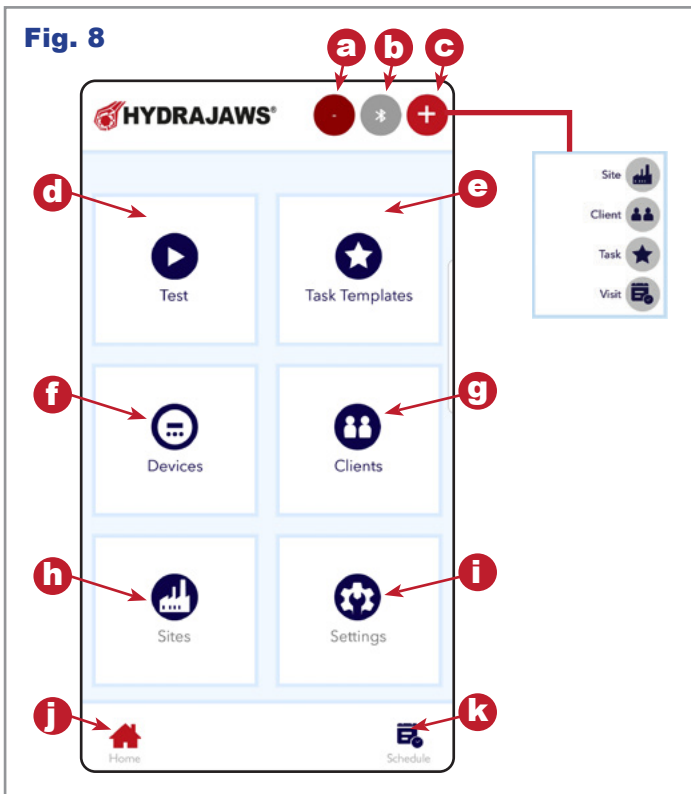 Fig. 8
a b c
HYDRAJAWS®
- +
Site
Client
Task
Visit
d e
Test Task Templates
f g
Devices Clients
h i
Sites Settings
j k
Home Schedule